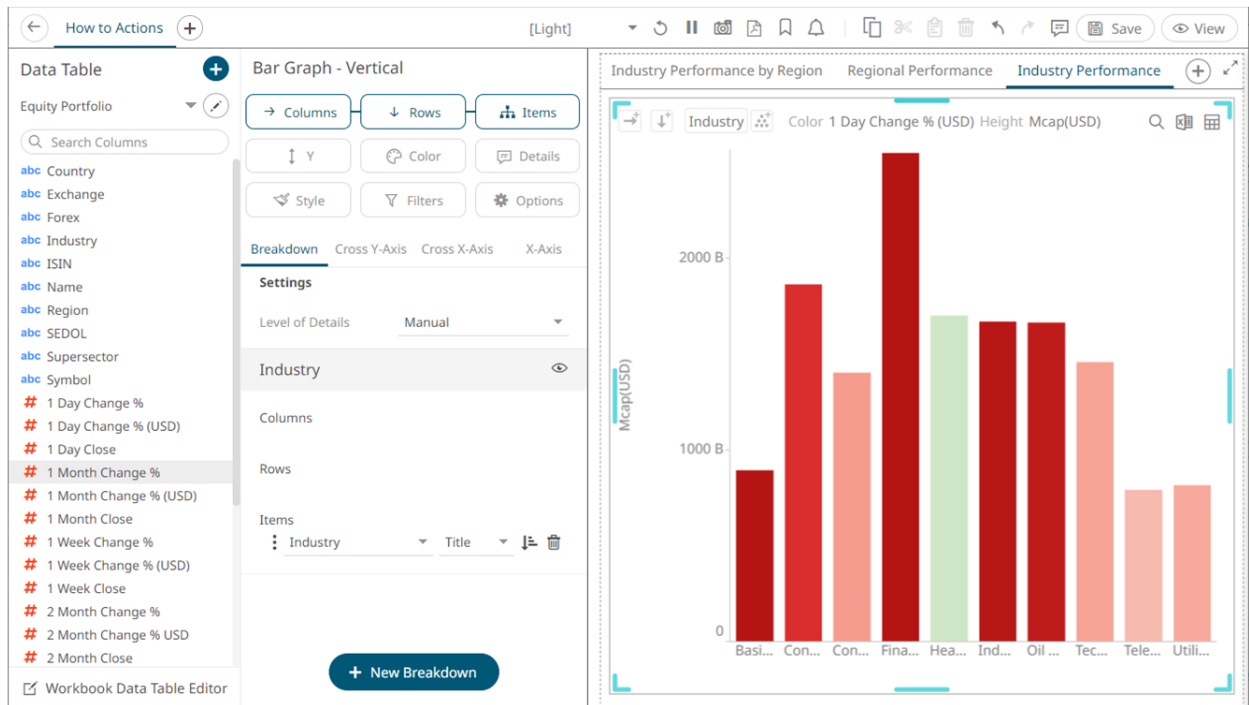 How to Actions
[Light]
Save
View
Data Table
Equity Portfolio
Search Columns
abc Country
abc Exchange
abc Forex
abc Industry
abc ISIN
abc Name
abc Region
abc SEDOL
abc Supersector
abc Symbol
# 1 Day Change %
# 1 Day Change % (USD)
# 1 Day Close
# 1 Month Change %
# 1 Month Change % (USD)
# 1 Month Close
# 1 Week Change %
# 1 Week Change % (USD)
# 1 Week Close
# 2 Month Change %
# 2 Month Change % USD
# 2 Month Close
Workbook Data Table Editor
Bar Graph - Vertical
Columns
Rows
Items
Y
Color
Details
Style
Filters
Options
Breakdown
Cross Y-Axis
Cross X-Axis
X-Axis
Settings
Level of Details
Manual
Industry
Columns
Rows
Items
Industry
Title
+ New Breakdown
Industry Performance by Region
Regional Performance
Industry Performance
Industry
Color 1 Day Change % (USD) Height Mcap(USD)
Mcap(USD)
2000 B
1000 B
0
Basi... Con... Con... Fina... Hea... Ind... Oil ... Tec... Tele... Utili...